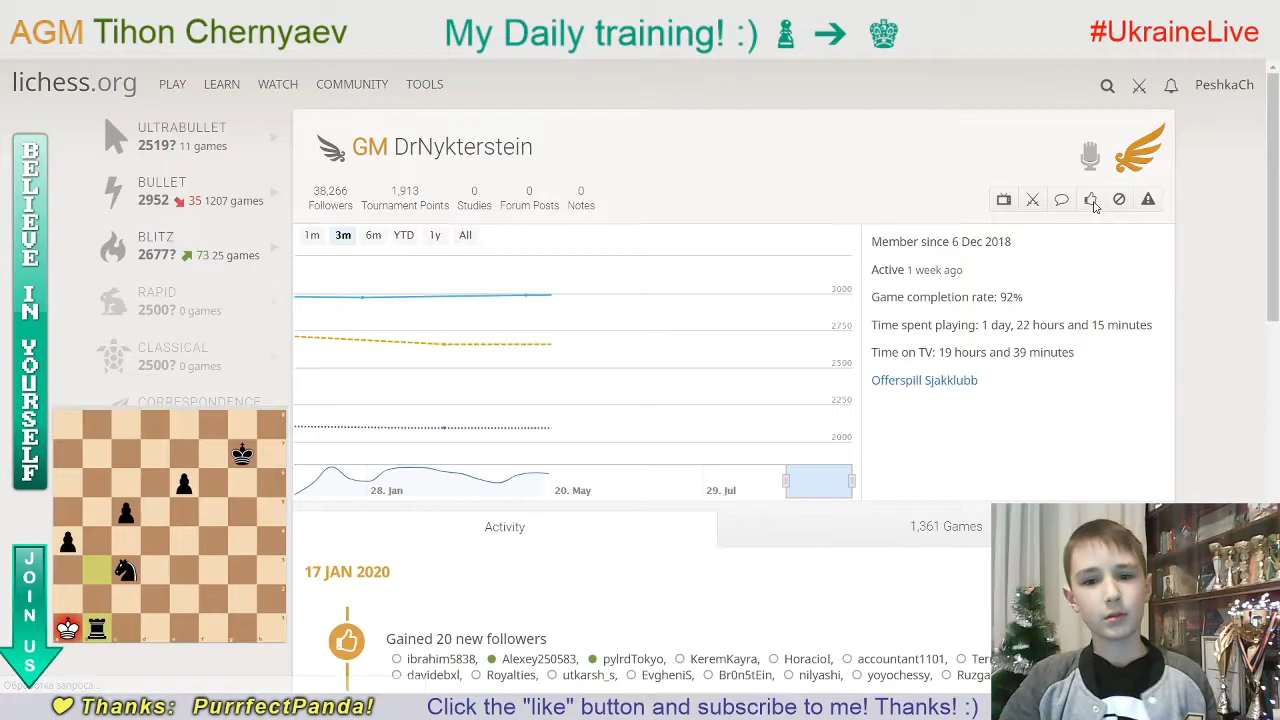 AGM Tihon Chernyaev
My Daily training! :)
#UkraineLive
lichess.org
PLAY LEARN WATCH COMMUNITY TOOLS
PeshkaCh
BELIEVE IN YOURSELF
JOIN US
ULTRABULLET
2519? 11 games
BULLET
2952 35 1207 games
BLITZ
2677? 73 25 games
RAPID
2500? 0 games
CLASSICAL
2500? 0 games
CORRESPONDENCE
GM DrNykterstein
38,266 1,913 0 0 0
Followers Tournament Points Studies Forum Posts Notes
1m 3m 6m YTD 1y All
3000
2750
2500
2250
2000
28. Jan 20. May 29. Jul
Member since 6 Dec 2018
Active 1 week ago
Game completion rate: 92%
Time spent playing: 1 day, 22 hours and 15 minutes
Time on TV: 19 hours and 39 minutes
Offerspill Sjakklubb
Activity 1,361 Games
17 JAN 2020
Gained 20 new followers
ibrahim5838, Alexey250583, pylrdTokyo, KeremKayra, HoracioI, accountant1101,
davidebxl, Royalties, utkarsh_s, Evghenis, Br0n5tEin, nilyashi, yoyochessy,
Обработка запроса...
Thanks: PurrfectPanda!
Click the "like" button and subscribe to me! Thanks! :)